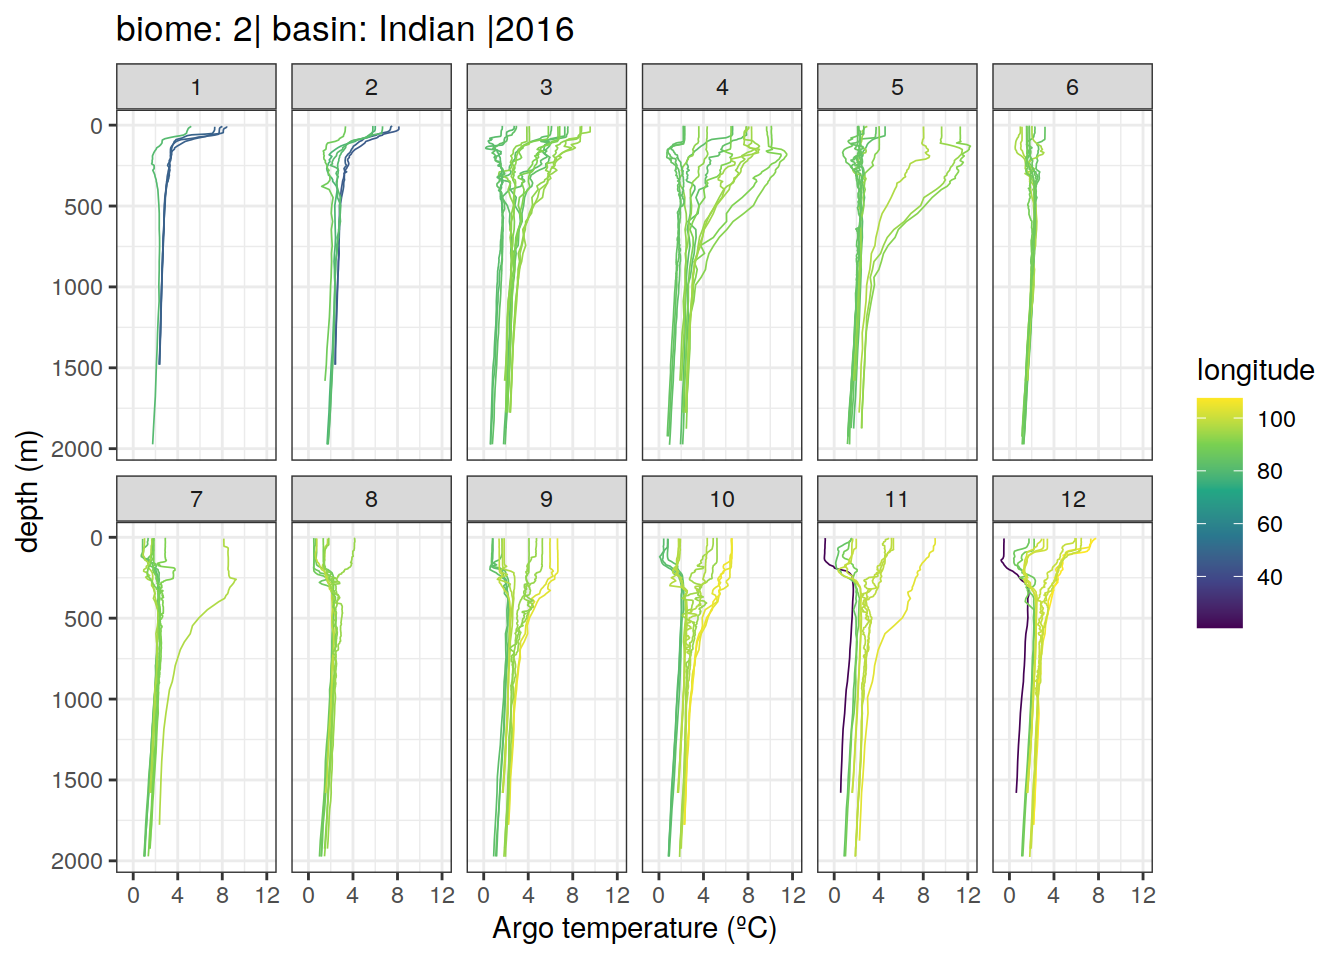 biome: 2| basin: Indian |2016
1 2 3 4 5 6
0
500
1000
1500
2000
7 8 9 10 11 12
0
500
1000
1500
2000
0 4 8 12 0 4 8 12 0 4 8 12 0 4 8 12 0 4 8 12 0 4 8 12
Argo temperature (ºC)
depth (m)
longitude
100
80
60
40